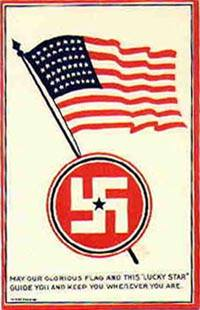 MAY OUR GLORIOUS FLAG AND THIS "LUCKY STAR"
GUIDE YOU AND KEEP YOU WHEREVER YOU ARE.